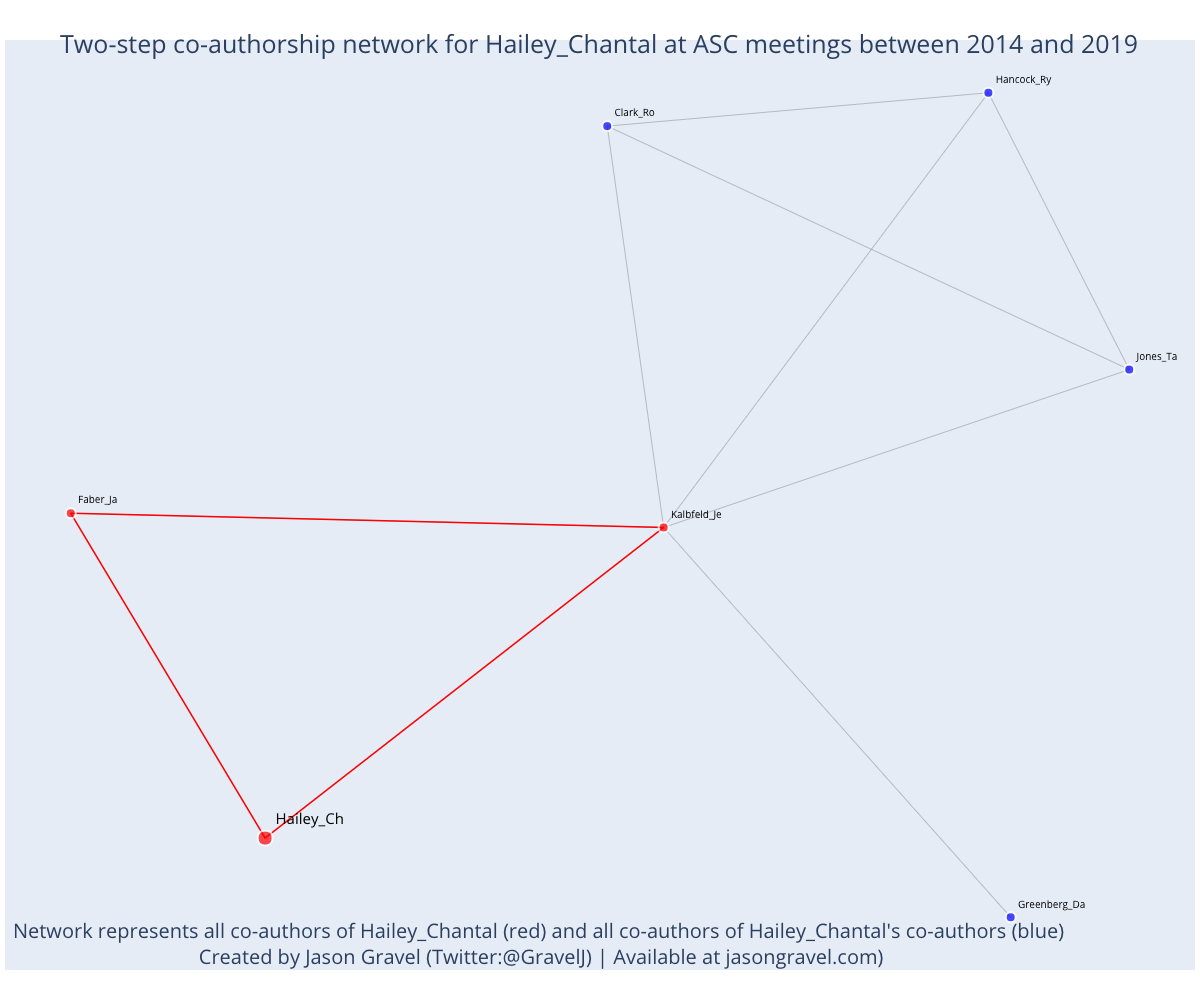 Two-step co-authorship network for Hailey_Chantal at ASC meetings between 2014 and 2019
Hancock_Ry
Clark_Ro
Jones_Ta
Faber_Ja
Kalbfeld_Je
Hailey_Ch
Greenberg_Da
Network represents all co-authors of Hailey_Chantal (red) and all co-authors of Hailey_Chantal's co-authors (blue)
Created by Jason Gravel (Twitter:@GravelJ) | Available at jasongravel.com)